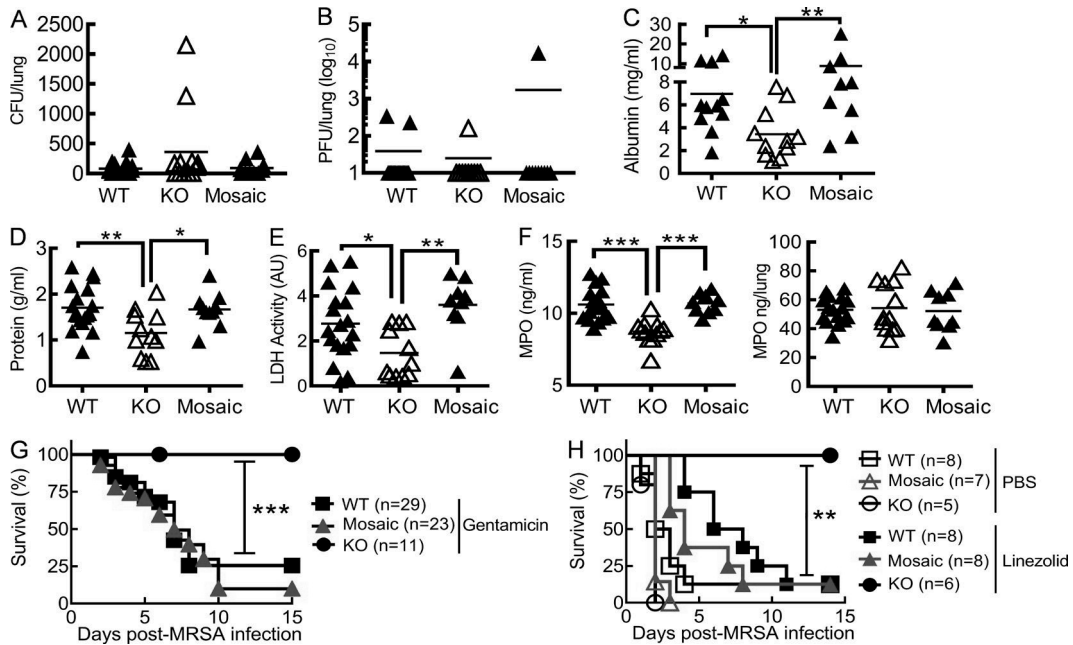 A
CFU/lung
2500
2000
1500
1000
500
0
WT KO Mosaic
B
PFU/lung (log10)
5
4
3
2
1
WT KO Mosaic
C
Albumin (mg/ml)
* **
30
20
10
8
6
4
2
0
WT KO Mosaic
D
Protein (g/ml)
** *
3
2
1
0
WT KO Mosaic
E
LDH Activity (AU)
* **
6
4
2
0
WT KO Mosaic
F
MPO (ng/ml)
*** ***
15
10
5
WT KO Mosaic
MPO ng/lung
100
80
60
40
20
0
WT KO Mosaic
G
Survival (%)
100
75
50
25
0
0 5 10 15
Days post-MRSA infection
***
WT (n=29)
Mosaic (n=23)
KO (n=11)
Gentamicin
H
Survival (%)
100
75
50
25
0
0 5 10 15
Days post-MRSA infection
**
WT (n=8)
Mosaic (n=7)
KO (n=5)
PBS
WT (n=8)
Mosaic (n=8)
KO (n=6)
Linezolid